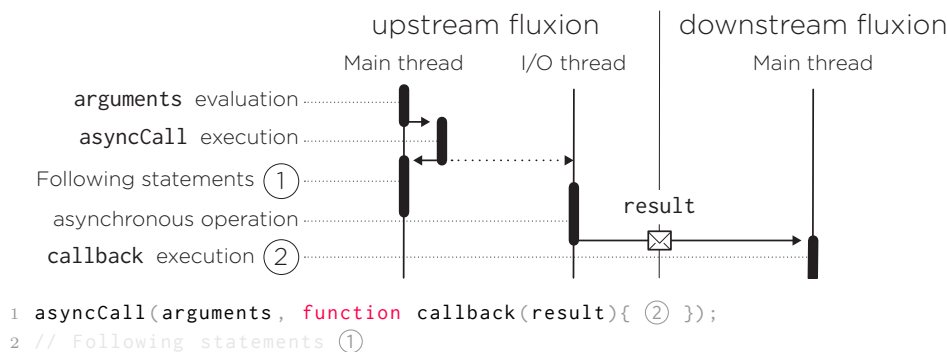 upstream fluxion downstream fluxion
Main thread I/O thread Main thread
arguments evaluation
asyncCall execution
Following statements 1
asynchronous operation
result
callback execution 2
1 asyncCall(arguments, function callback(result){ 2 });
2 // Following statements 1